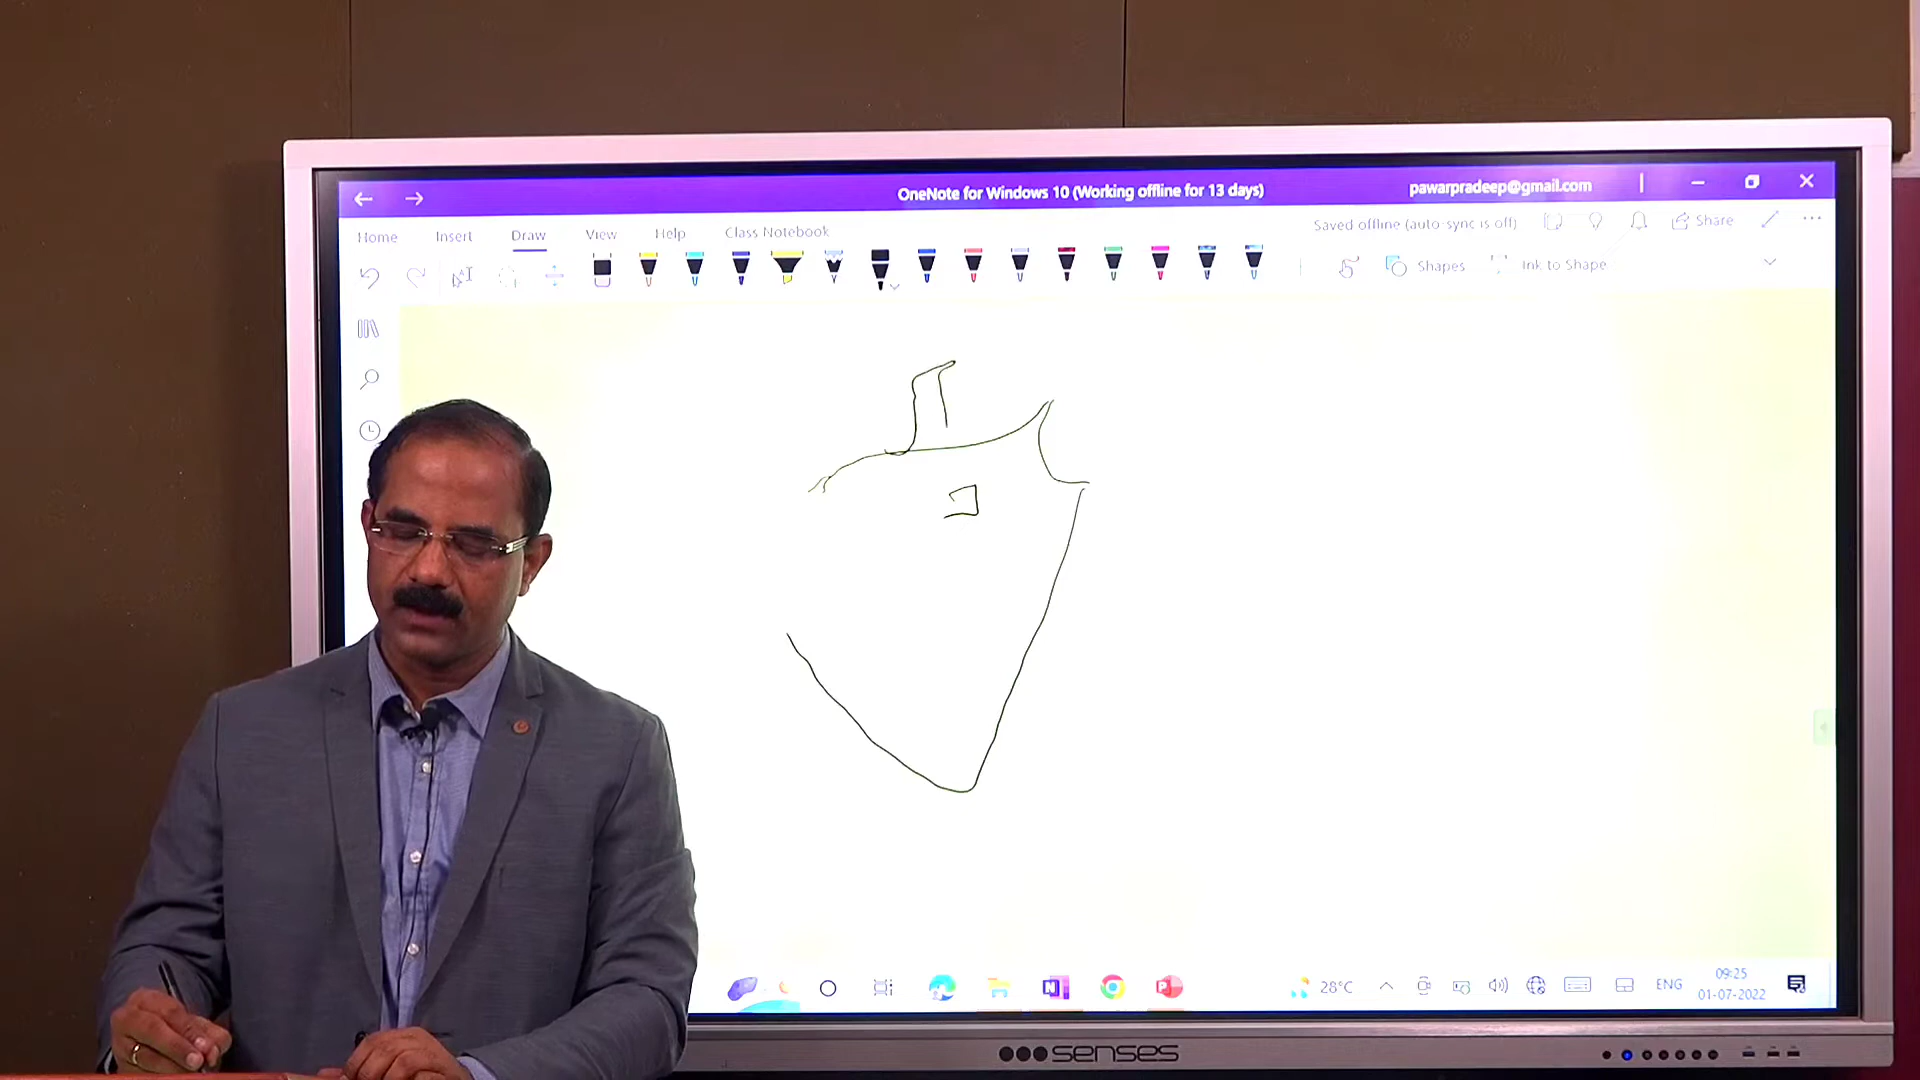 OneNote for Windows 10 (Working offline for 13 days)
pawarpradeep@gmail.com
Home Insert Draw View Help Class Notebook
Saved offline (auto-sync is off)
Share
Shapes
Ink to Shape
28°C
ENG
09:25
01-07-2022
senses